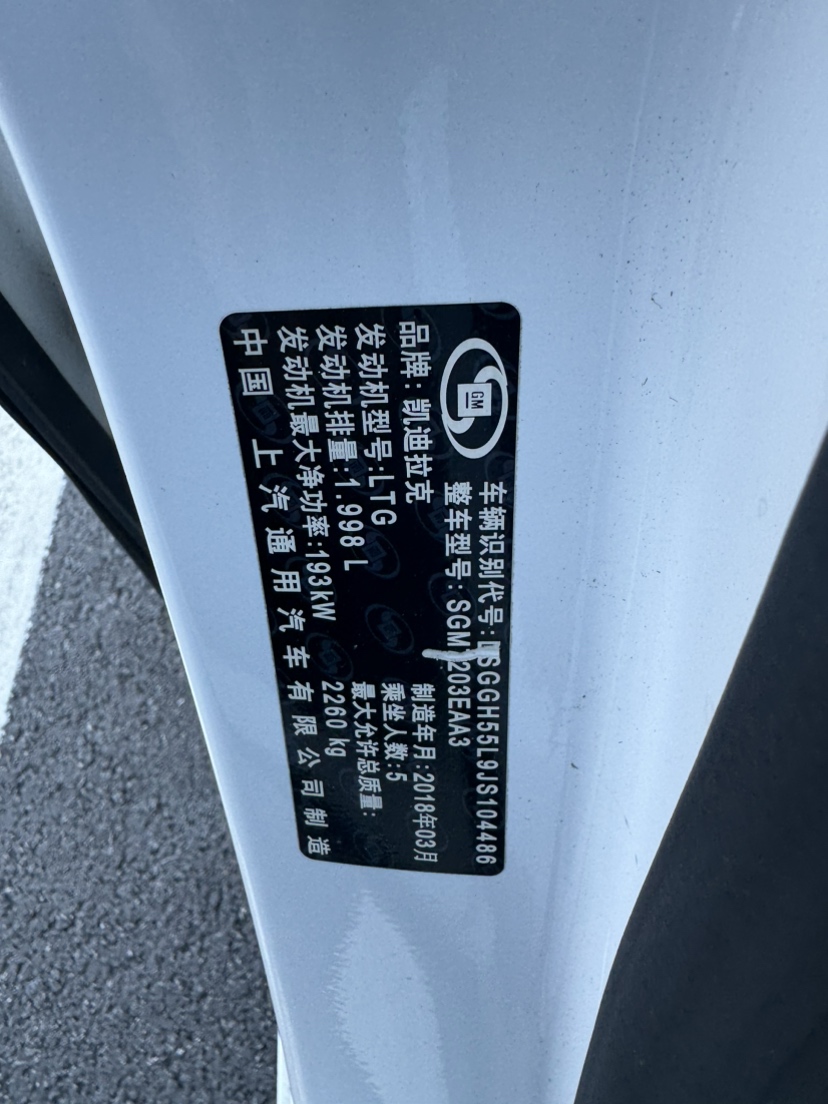 GM
车辆识别代号:LSGGH55L9JS104486
整车型号:SGM7203EAA3
品牌:凯迪拉克
制造年月:2018年03月
发动机型号:LTG
乘坐人数:5
发动机排量:1.998 L
最大允许总质量:
发动机最大净功率:193kW
2260 kg
中国 上汽通用汽车有限公司制造